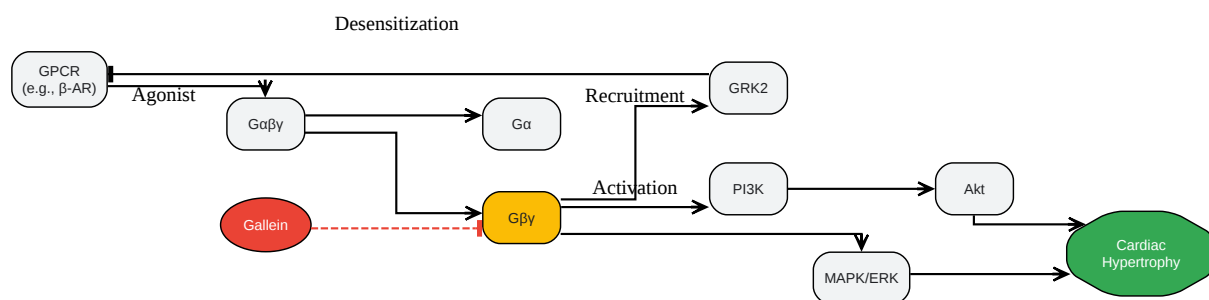 Desensitization
GPCR
(e.g., β-AR)
Agonist
Recruitment
GRK2
Gαβγ
Gα
Activation
PI3K
Akt
Gallein
Gβγ
Cardiac
Hypertrophy
MAPK/ERK